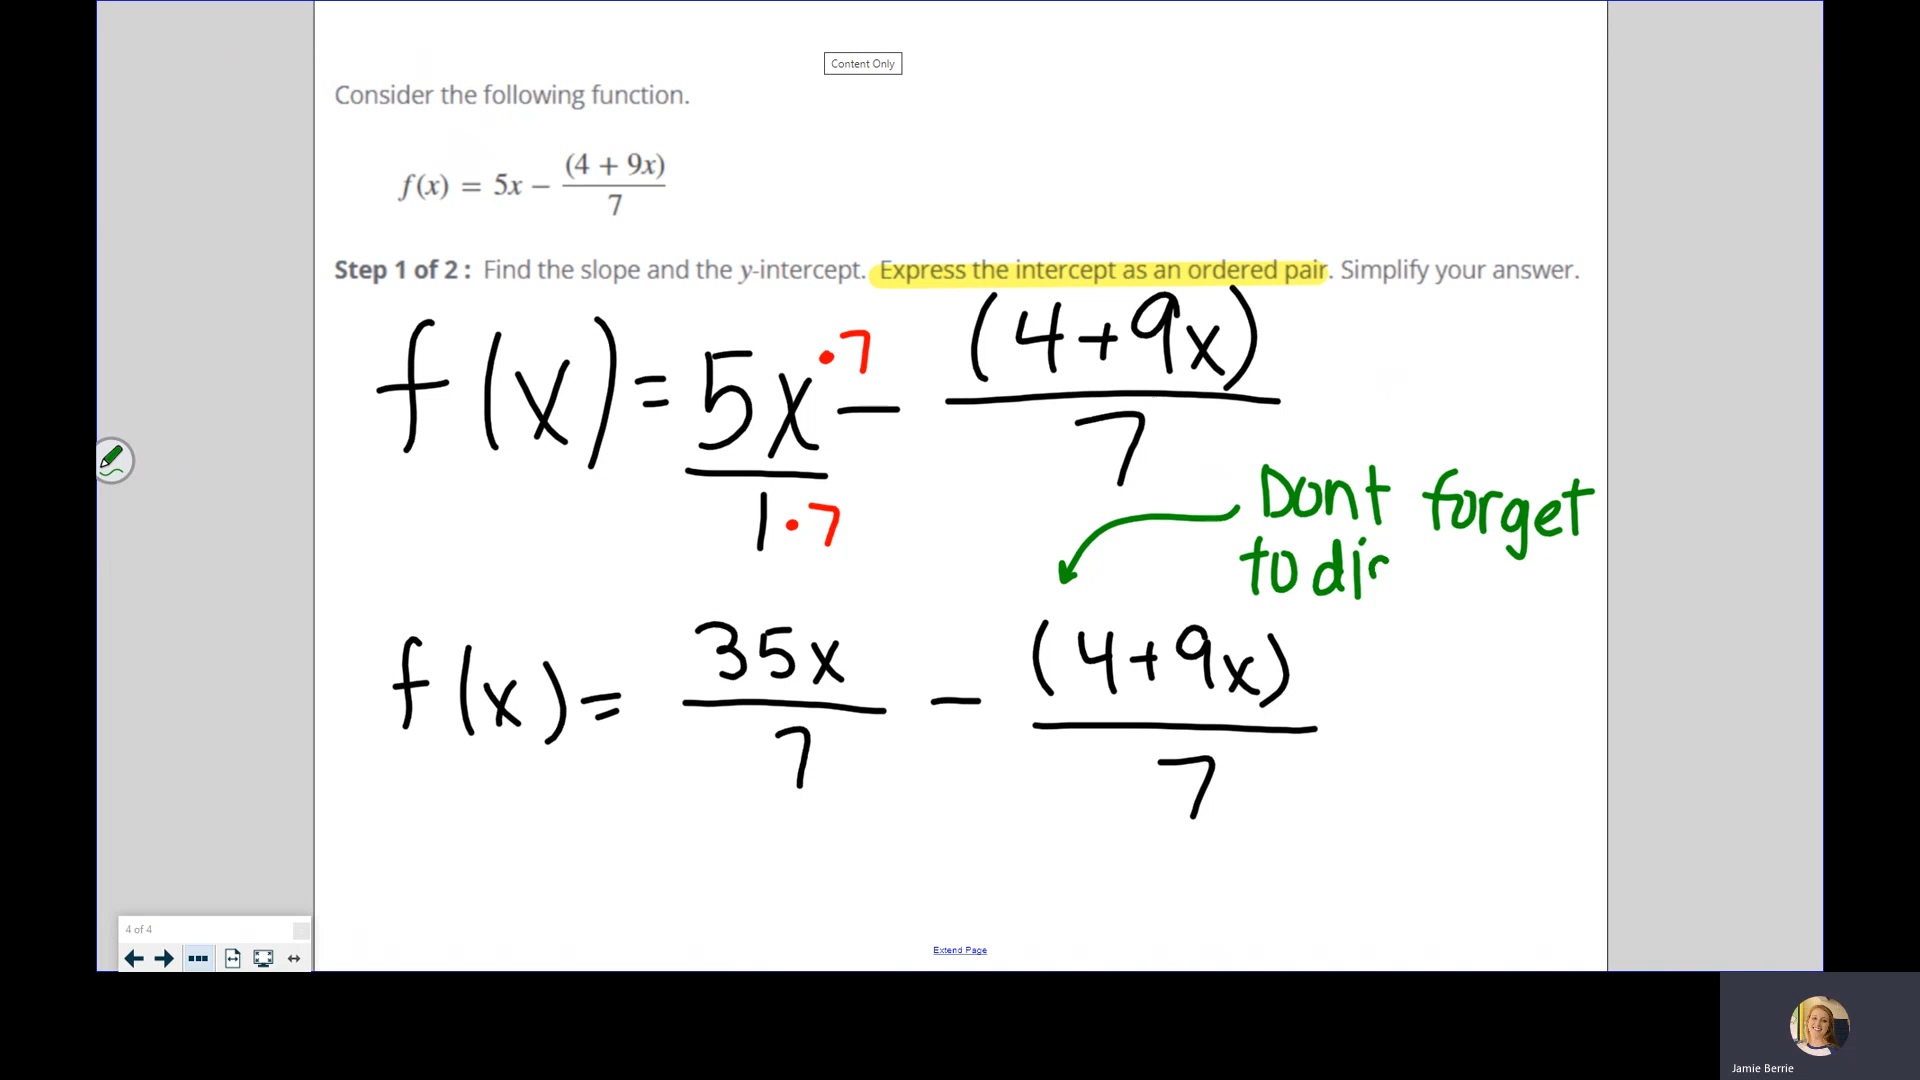 Content Only
Consider the following function.
f(x) = 5x − (4 + 9x)/7
Step 1 of 2 : Find the slope and the y-intercept. Express the intercept as an ordered pair. Simplify your answer.
f(x) = 5x·7/1·7 − (4+9x)/7
Dont forget
to dir
f(x) = 35x/7 − (4+9x)/7
4 of 4
Extend Page
Jamie Berrie